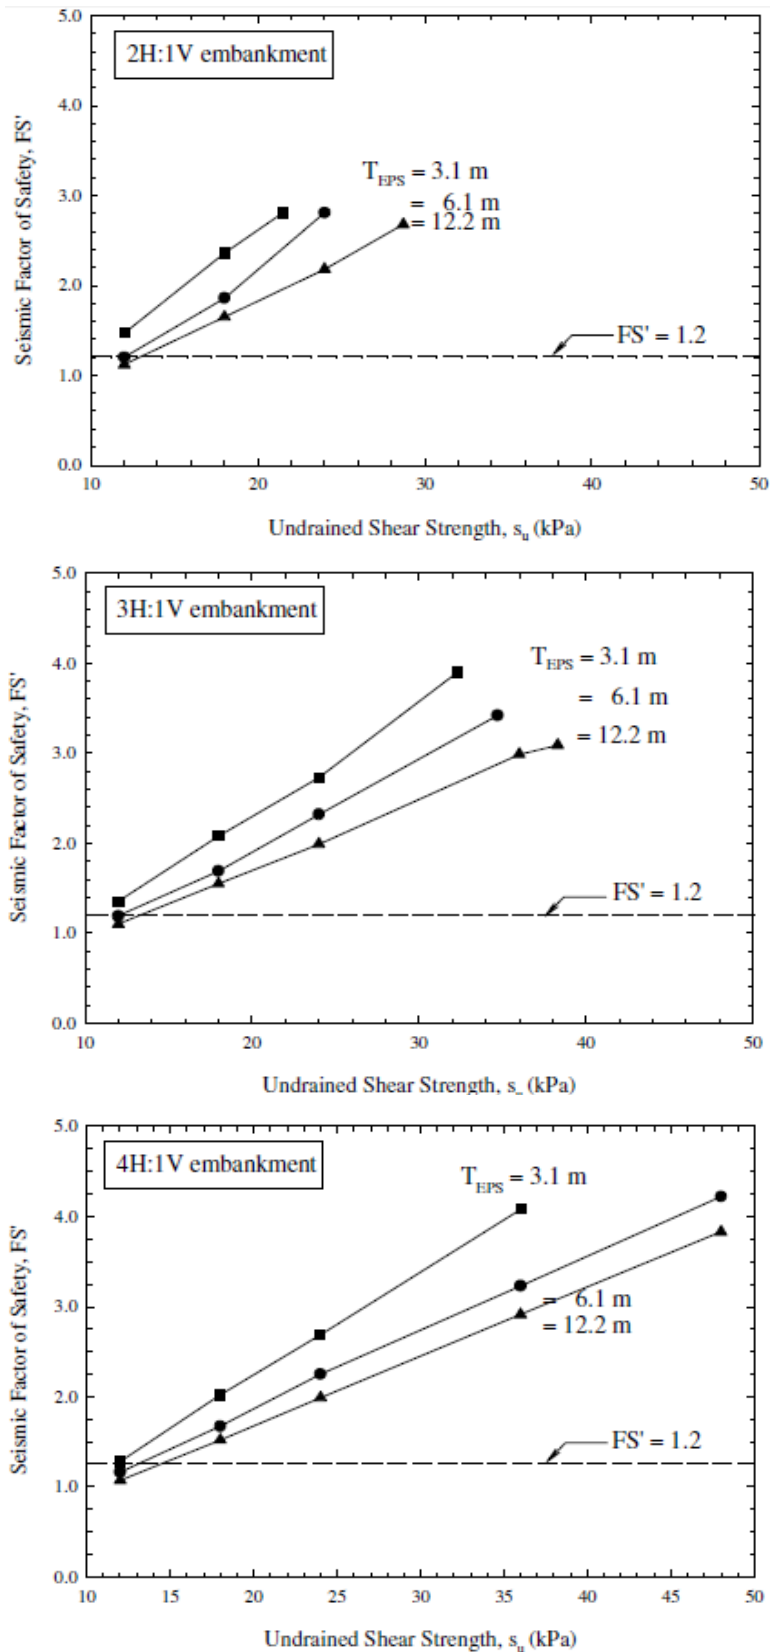 5.0
2H:1V embankment
4.0
T_EPS = 3.1 m
3.0
= 6.1 m
= 12.2 m
2.0
FS' = 1.2
1.0
0.0
10 20 30 40 50
Seismic Factor of Safety, FS'
Undrained Shear Strength, s_u (kPa)
5.0
3H:1V embankment
4.0
T_EPS = 3.1 m
= 6.1 m
= 12.2 m
3.0
2.0
FS' = 1.2
1.0
0.0
10 20 30 40 50
Seismic Factor of Safety, FS'
Undrained Shear Strength, s_ (kPa)
5.0
4H:1V embankment
T_EPS = 3.1 m
4.0
3.0
= 6.1 m
= 12.2 m
2.0
FS' = 1.2
1.0
0.0
10 15 20 25 30 35 40 45 50
Seismic Factor of Safety, FS'
Undrained Shear Strength, s_u (kPa)